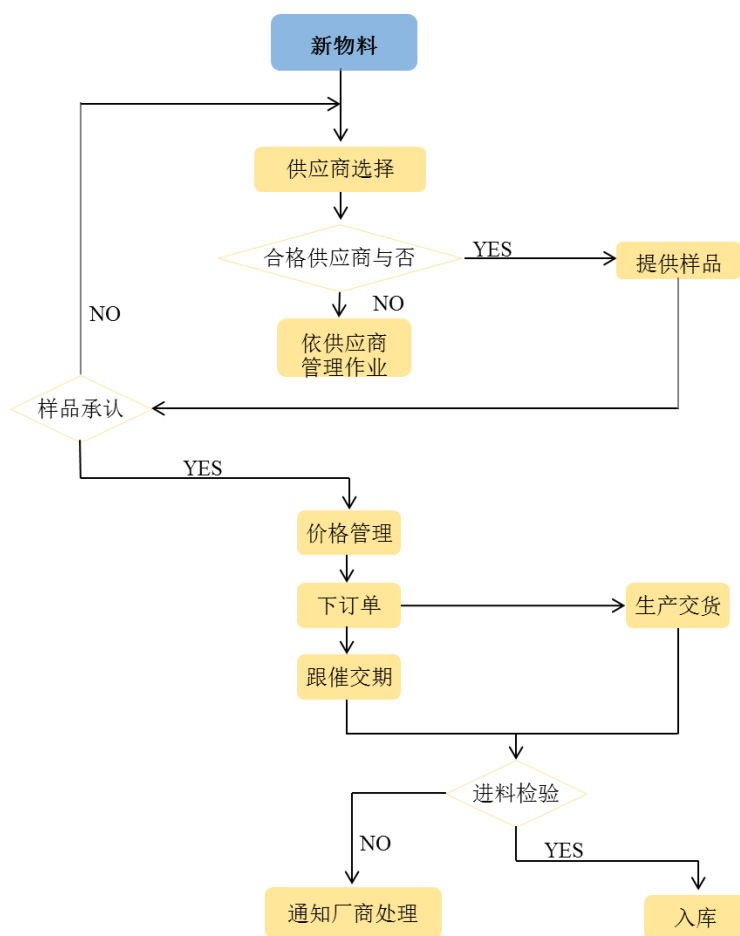 新物料
供应商选择
合格供应商与否
YES
提供样品
NO
NO
依供应商
管理作业
样品承认
YES
价格管理
下订单
生产交货
跟催交期
进料检验
NO
YES
通知厂商处理
入库